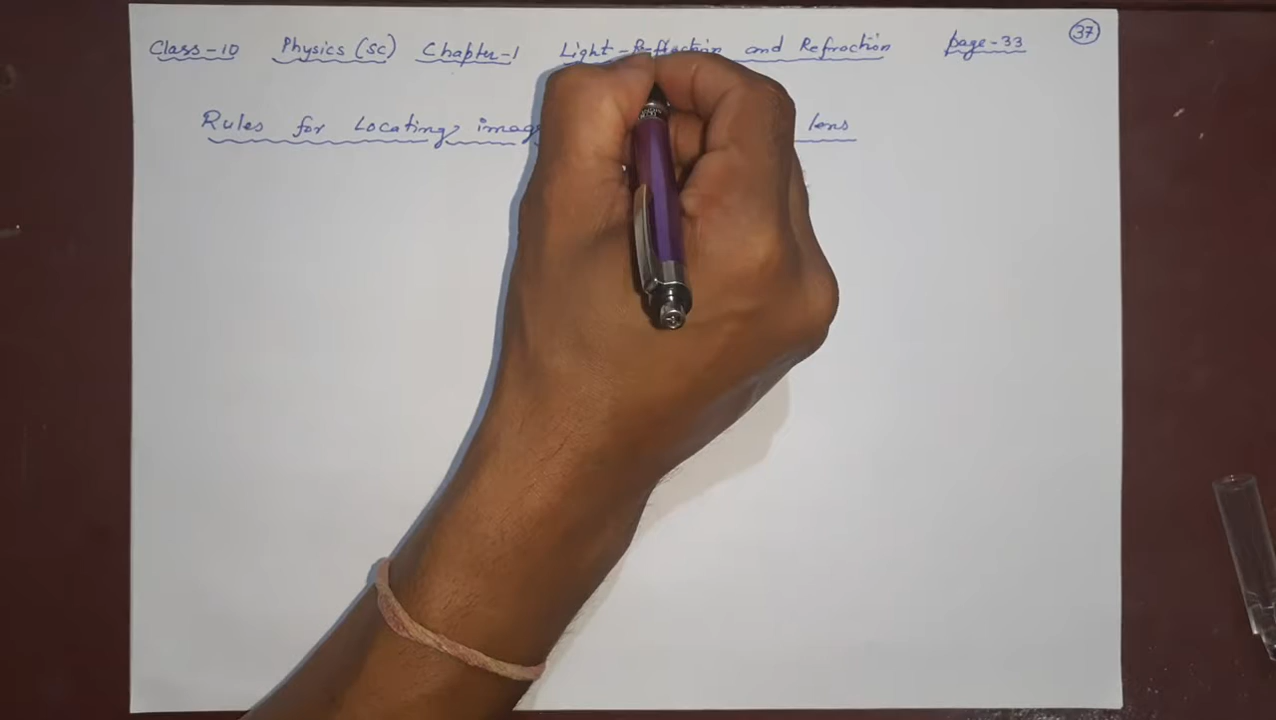 Class-10 Physics (SC) Chapter-1 Light-Reflection and Refraction page-33 37
Rules for Locating lens